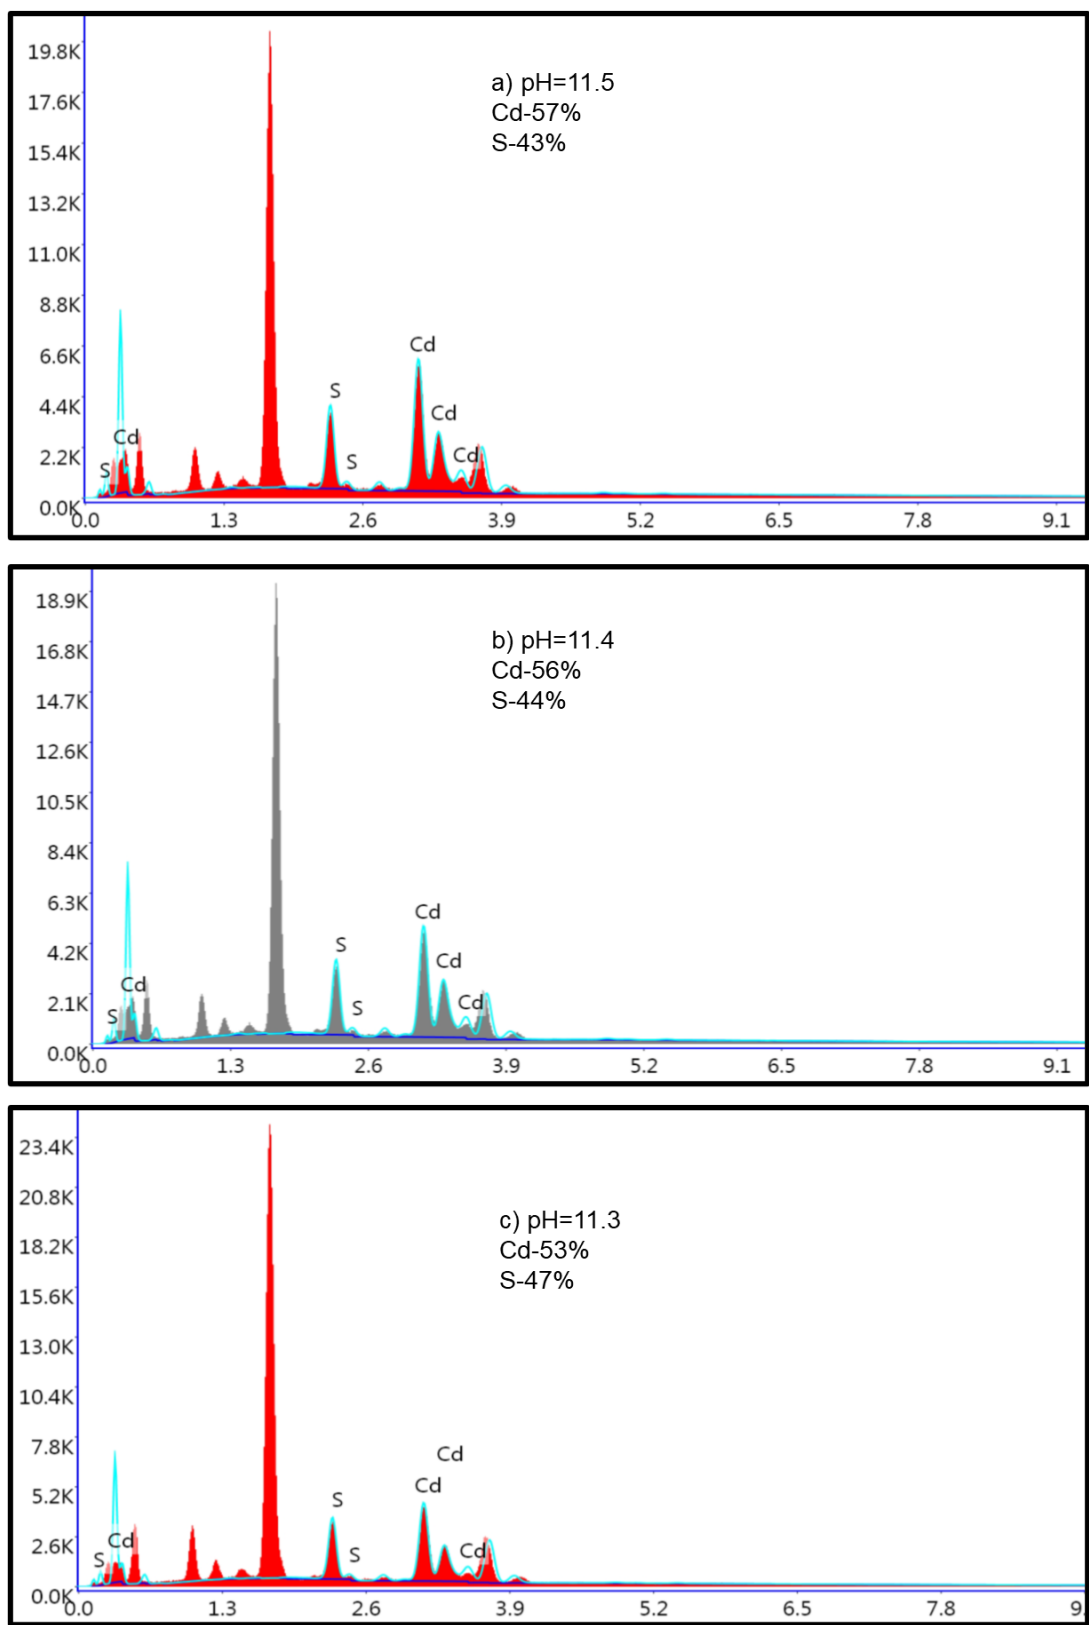 19.8K
17.6K
15.4K
13.2K
11.0K
8.8K
6.6K
4.4K
2.2K
0.0K
a) pH=11.5
Cd-57%
S-43%
S
Cd
S
S
Cd
Cd
Cd
0.0 1.3 2.6 3.9 5.2 6.5 7.8 9.1
18.9K
16.8K
14.7K
12.6K
10.5K
8.4K
6.3K
4.2K
2.1K
0.0K
b) pH=11.4
Cd-56%
S-44%
S
Cd
S
S
Cd
Cd
Cd
0.0 1.3 2.6 3.9 5.2 6.5 7.8 9.1
23.4K
20.8K
18.2K
15.6K
13.0K
10.4K
7.8K
5.2K
2.6K
0.0K
c) pH=11.3
Cd-53%
S-47%
S
Cd
S
S
Cd
Cd
Cd
0.0 1.3 2.6 3.9 5.2 6.5 7.8 9.